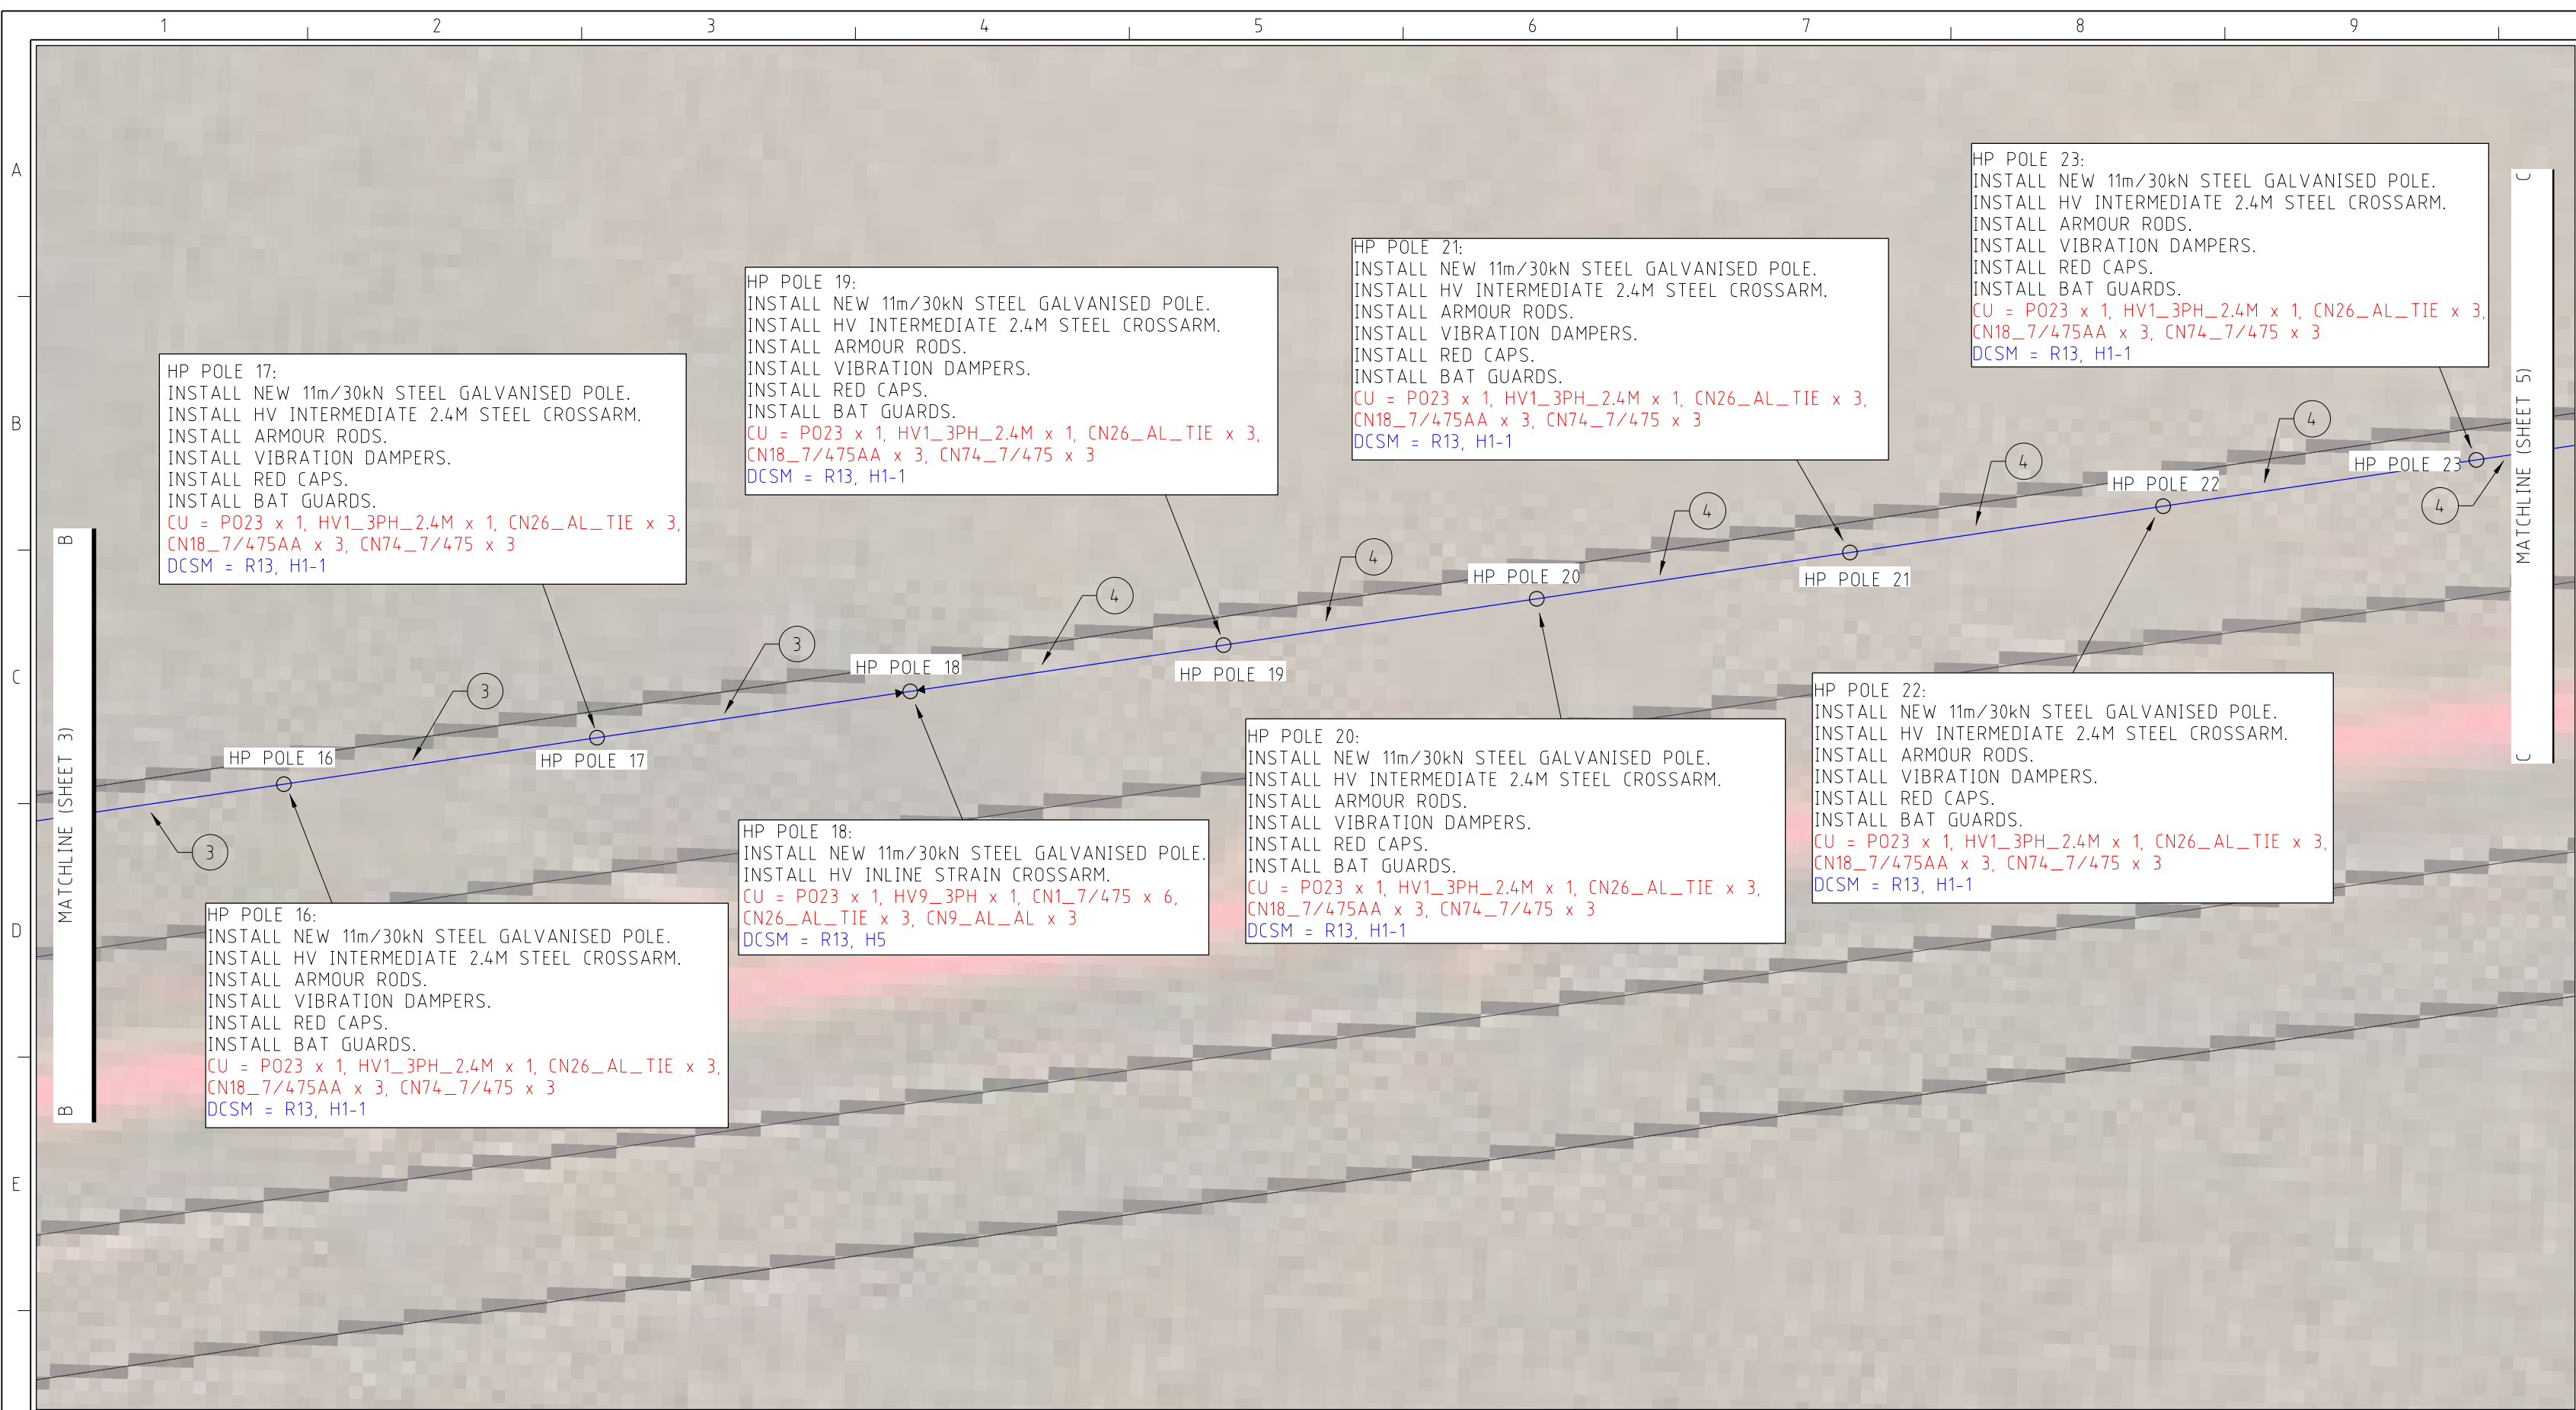 1 2 3 4 5 6 7 8 9
A
B
C
D
E
HP POLE 23:
INSTALL NEW 11m/30kN STEEL GALVANISED POLE.
INSTALL HV INTERMEDIATE 2.4M STEEL CROSSARM.
INSTALL ARMOUR RODS.
INSTALL VIBRATION DAMPERS.
INSTALL RED CAPS.
INSTALL BAT GUARDS.
CU = PO23 x 1, HV1_3PH_2.4M x 1, CN26_AL_TIE x 3,
CN18_7/475AA x 3, CN74_7/475 x 3
DCSM = R13, H1-1
HP POLE 21:
INSTALL NEW 11m/30kN STEEL GALVANISED POLE.
INSTALL HV INTERMEDIATE 2.4M STEEL CROSSARM.
INSTALL ARMOUR RODS.
INSTALL VIBRATION DAMPERS.
INSTALL RED CAPS.
INSTALL BAT GUARDS.
CU = PO23 x 1, HV1_3PH_2.4M x 1, CN26_AL_TIE x 3,
CN18_7/475AA x 3, CN74_7/475 x 3
DCSM = R13, H1-1
HP POLE 19:
INSTALL NEW 11m/30kN STEEL GALVANISED POLE.
INSTALL HV INTERMEDIATE 2.4M STEEL CROSSARM.
INSTALL ARMOUR RODS.
INSTALL VIBRATION DAMPERS.
INSTALL RED CAPS.
INSTALL BAT GUARDS.
CU = PO23 x 1, HV1_3PH_2.4M x 1, CN26_AL_TIE x 3,
CN18_7/475AA x 3, CN74_7/475 x 3
DCSM = R13, H1-1
HP POLE 17:
INSTALL NEW 11m/30kN STEEL GALVANISED POLE.
INSTALL HV INTERMEDIATE 2.4M STEEL CROSSARM.
INSTALL ARMOUR RODS.
INSTALL VIBRATION DAMPERS.
INSTALL RED CAPS.
INSTALL BAT GUARDS.
CU = PO23 x 1, HV1_3PH_2.4M x 1, CN26_AL_TIE x 3,
CN18_7/475AA x 3, CN74_7/475 x 3
DCSM = R13, H1-1
B
MATCHLINE (SHEET 3)
B
C
MATCHLINE (SHEET 5)
C
3
HP POLE 16
3
HP POLE 17
3
HP POLE 18
4
HP POLE 19
4
HP POLE 20
4
HP POLE 21
4
HP POLE 22
4
HP POLE 23
4
HP POLE 22:
INSTALL NEW 11m/30kN STEEL GALVANISED POLE.
INSTALL HV INTERMEDIATE 2.4M STEEL CROSSARM.
INSTALL ARMOUR RODS.
INSTALL VIBRATION DAMPERS.
INSTALL RED CAPS.
INSTALL BAT GUARDS.
CU = PO23 x 1, HV1_3PH_2.4M x 1, CN26_AL_TIE x 3,
CN18_7/475AA x 3, CN74_7/475 x 3
DCSM = R13, H1-1
HP POLE 20:
INSTALL NEW 11m/30kN STEEL GALVANISED POLE.
INSTALL HV INTERMEDIATE 2.4M STEEL CROSSARM.
INSTALL ARMOUR RODS.
INSTALL VIBRATION DAMPERS.
INSTALL RED CAPS.
INSTALL BAT GUARDS.
CU = PO23 x 1, HV1_3PH_2.4M x 1, CN26_AL_TIE x 3,
CN18_7/475AA x 3, CN74_7/475 x 3
DCSM = R13, H1-1
HP POLE 18:
INSTALL NEW 11m/30kN STEEL GALVANISED POLE.
INSTALL HV INLINE STRAIN CROSSARM.
CU = PO23 x 1, HV9_3PH x 1, CN1_7/475 x 6,
CN26_AL_TIE x 3, CN9_AL_AL x 3
DCSM = R13, H5
HP POLE 16:
INSTALL NEW 11m/30kN STEEL GALVANISED POLE.
INSTALL HV INTERMEDIATE 2.4M STEEL CROSSARM.
INSTALL ARMOUR RODS.
INSTALL VIBRATION DAMPERS.
INSTALL RED CAPS.
INSTALL BAT GUARDS.
CU = PO23 x 1, HV1_3PH_2.4M x 1, CN26_AL_TIE x 3,
CN18_7/475AA x 3, CN74_7/475 x 3
DCSM = R13, H1-1